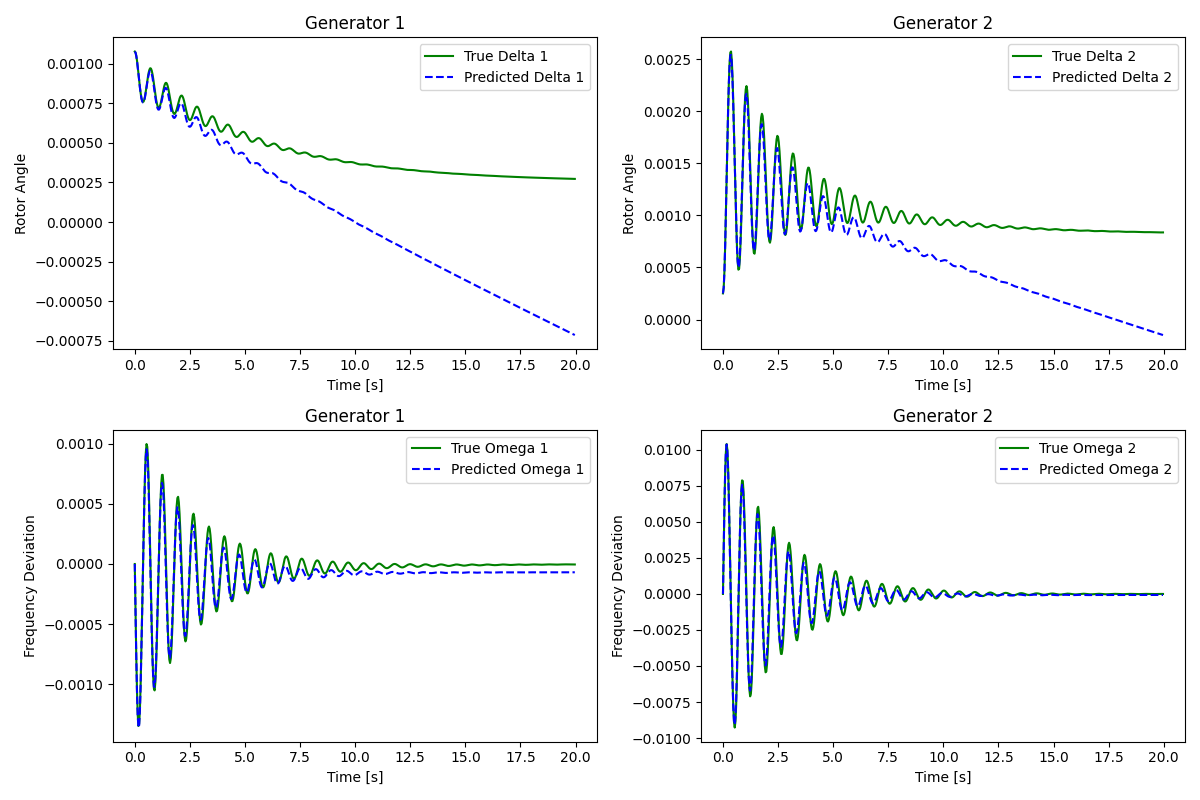 Generator 1
True Delta 1
Predicted Delta 1
Rotor Angle
0.00100
0.00075
0.00050
0.00025
0.00000
−0.00025
−0.00050
−0.00075
0.0 2.5 5.0 7.5 10.0 12.5 15.0 17.5 20.0
Time [s]
Generator 2
True Delta 2
Predicted Delta 2
Rotor Angle
0.0025
0.0020
0.0015
0.0010
0.0005
0.0000
0.0 2.5 5.0 7.5 10.0 12.5 15.0 17.5 20.0
Time [s]
Generator 1
True Omega 1
Predicted Omega 1
Frequency Deviation
0.0010
0.0005
0.0000
−0.0005
−0.0010
0.0 2.5 5.0 7.5 10.0 12.5 15.0 17.5 20.0
Time [s]
Generator 2
True Omega 2
Predicted Omega 2
Frequency Deviation
0.0100
0.0075
0.0050
0.0025
0.0000
−0.0025
−0.0050
−0.0075
−0.0100
0.0 2.5 5.0 7.5 10.0 12.5 15.0 17.5 20.0
Time [s]